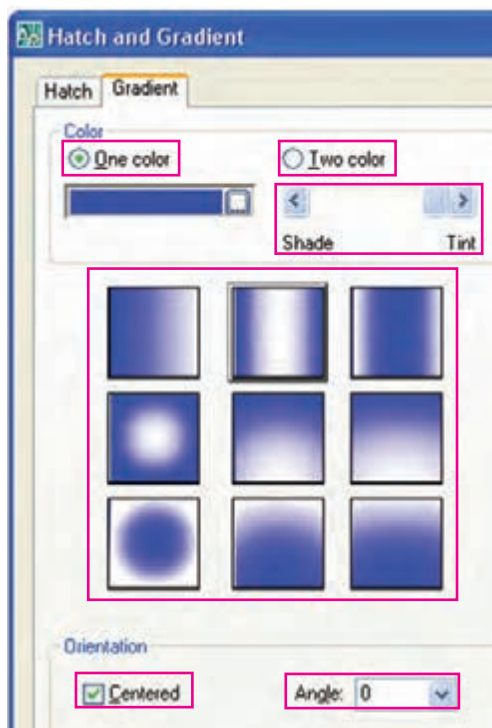 Hatch and Gradient
Hatch Gradient
Color
One color Two color
Shade Tint
Orientation
Centered Angle: 0